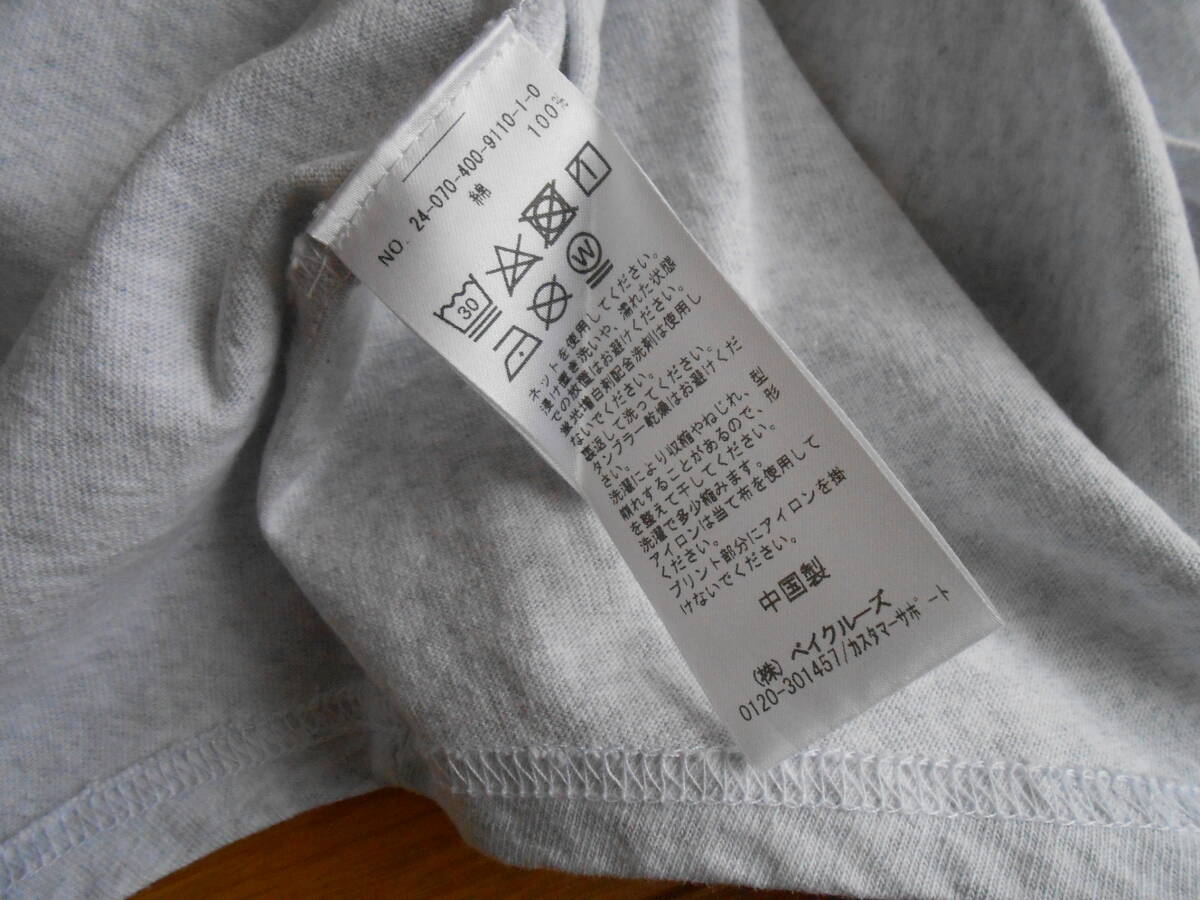 NO. 24-070-400-9110-1-0
綿 100%
30
W
ネットを使用してください。
浸け置き洗いや、濡れた状態
での放置はお避けください。
蛍光増白剤配合洗剤は使用し
ないでください。
裏返して洗ってください。
タンブラー乾燥はお避けくだ
さい。
洗濯により収縮やねじれ、型
崩れすることがあるので、形
を整えて干してください。
洗濯で多少縮みます。
アイロンは当て布を使用して
ください。
プリント部分にアイロンを掛
けないでください。
中国製
(株) ベイクルーズ
0120-301457/カスタマーサポート